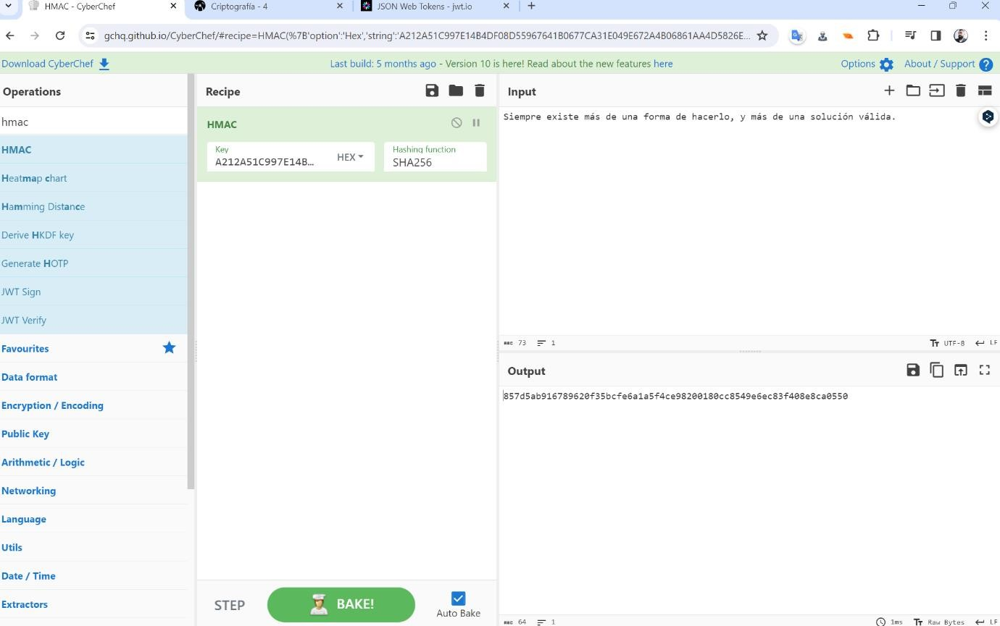 HMAC - CyberChef
Criptografía - 4
JSON Web Tokens - jwt.io
gchq.github.io/CyberChef/#recipe=HMAC(%7B'option':'Hex','string':'A212A51C997E14B4DF08D55967641B0677CA31E049E672A4B06861AA4D5826E...
Download CyberChef
Last build: 5 months ago - Version 10 is here! Read about the new features here
Options
About / Support
Operations
Recipe
Input
hmac
Siempre existe más de una forma de hacerlo, y más de una solución válida.
HMAC
HMAC
Key
A212A51C997E14B...
HEX
Hashing function
SHA256
Heatmap chart
Hamming Distance
Derive HKDF key
Generate HOTP
JWT Sign
JWT Verify
Favourites
Data format
Encryption / Encoding
Public Key
Arithmetic / Logic
Networking
Language
Utils
Date / Time
Extractors
ABC 73
1
UTF-8
LF
Output
857d5ab916789620f35bcfe6a1a5f4ce98200180cc8549e6ec83f408e8ca0550
STEP
BAKE!
Auto Bake
ABC 64
1
1ms
Raw Bytes
LF